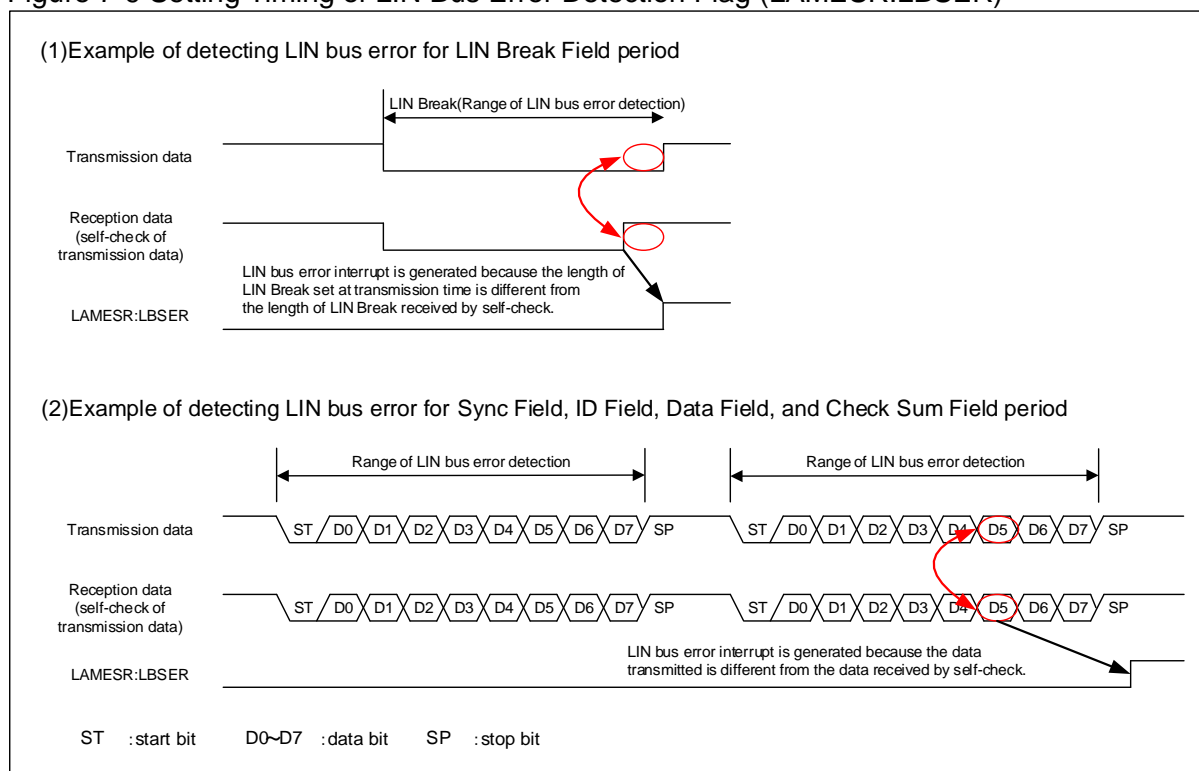 Figure 7-6 Setting Timing of LIN Bus Error Detection Flag (LAMESR:LBSER)
(1)Example of detecting LIN bus error for LIN Break Field period
LIN Break(Range of LIN bus error detection)
Transmission data
Reception data
(self-check of
transmission data)
LIN bus error interrupt is generated because the length of
LIN Break set at transmission time is different from
the length of LIN Break received by self-check.
LAMESR:LBSER
(2)Example of detecting LIN bus error for Sync Field, ID Field, Data Field, and Check Sum Field period
Range of LIN bus error detection Range of LIN bus error detection
Transmission data ST D0 D1 D2 D3 D4 D5 D6 D7 SP ST D0 D1 D2 D3 D4 D5 D6 D7 SP
Reception data
(self-check of
transmission data)
ST D0 D1 D2 D3 D4 D5 D6 D7 SP ST D0 D1 D2 D3 D4 D5 D6 D7 SP
LIN bus error interrupt is generated because the data
transmitted is different from the data received by self-check.
LAMESR:LBSER
ST :start bit D0~D7 :data bit SP :stop bit